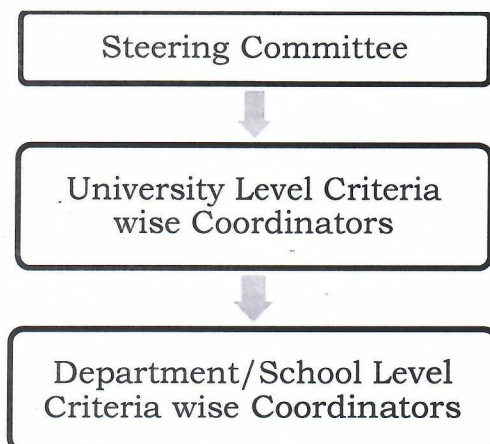 Steering Committee
University Level Criteria
wise Coordinators
Department/School Level
Criteria wise Coordinators